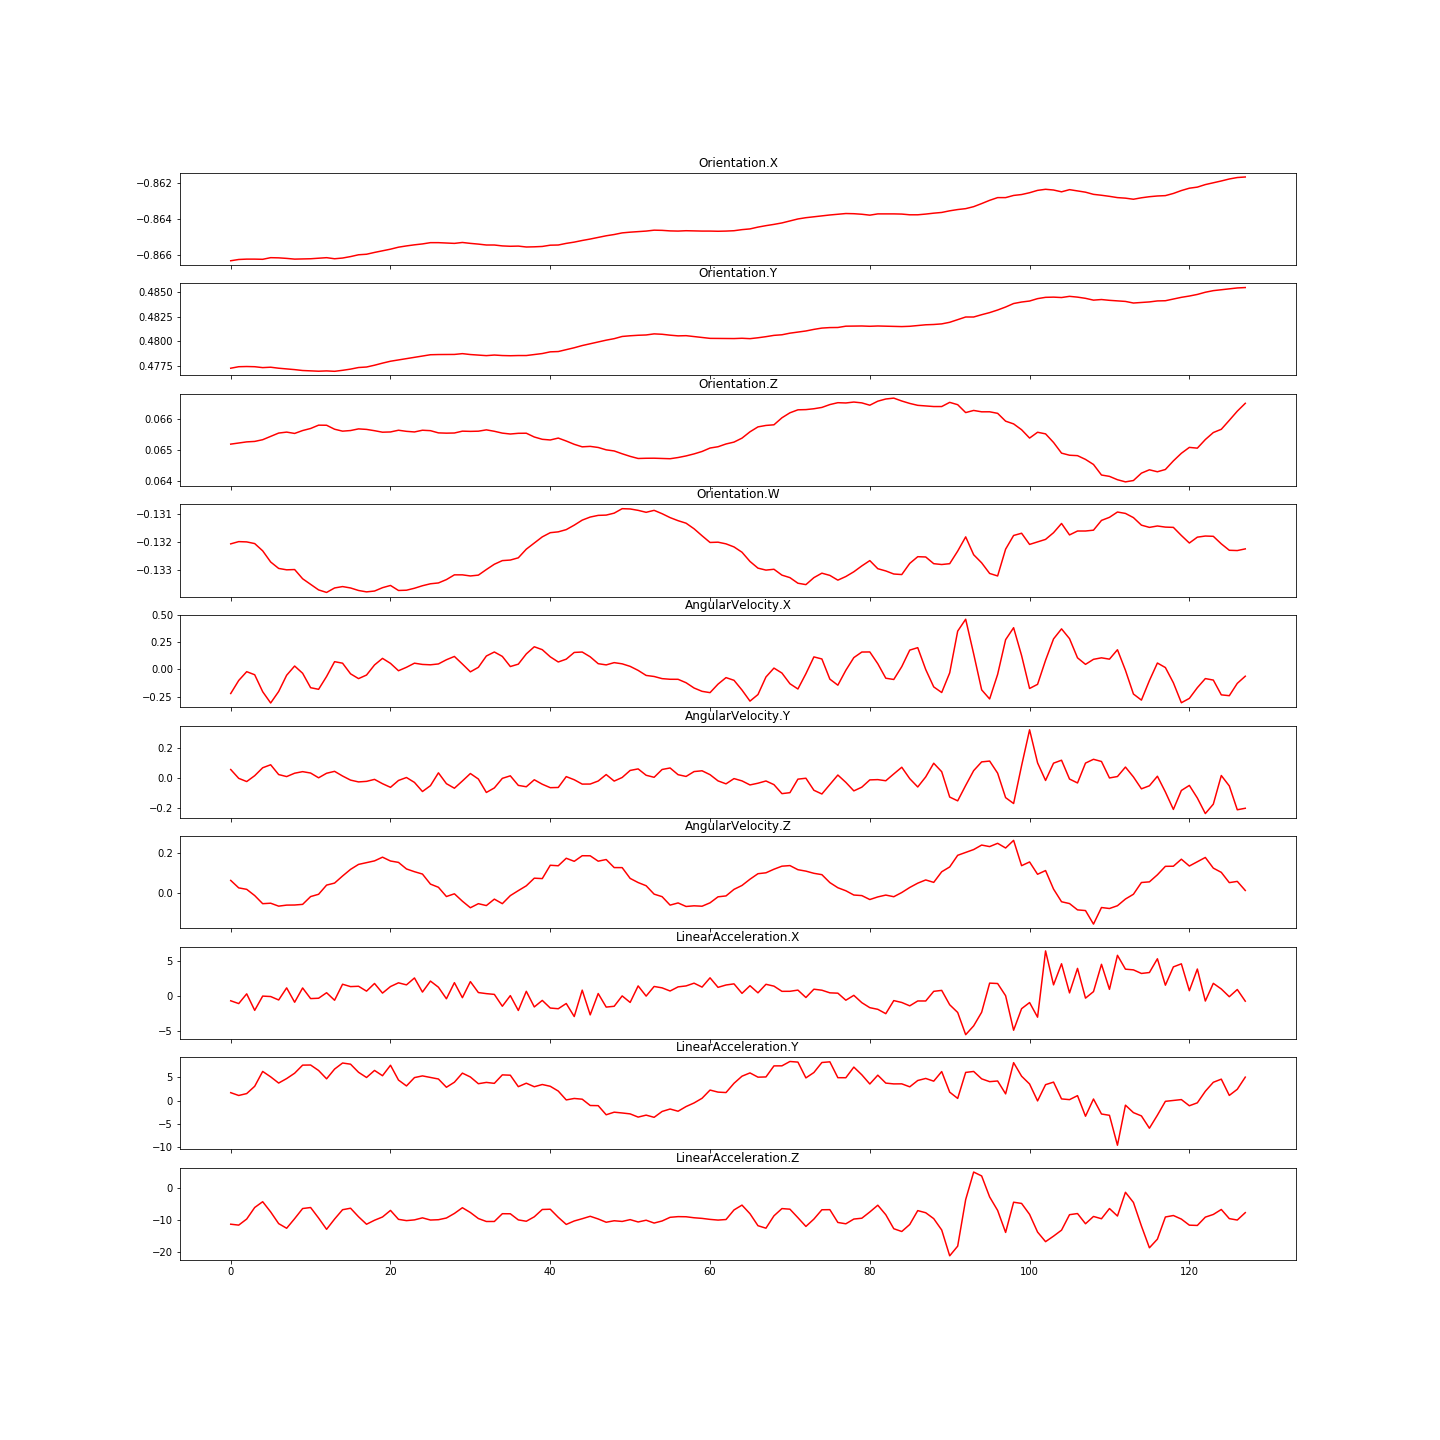 Orientation.X
−0.862
−0.864
−0.866
Orientation.Y
0.4850
0.4825
0.4800
0.4775
Orientation.Z
0.066
0.065
0.064
Orientation.W
−0.131
−0.132
−0.133
AngularVelocity.X
0.50
0.25
0.00
−0.25
AngularVelocity.Y
0.2
0.0
−0.2
AngularVelocity.Z
0.2
0.0
LinearAcceleration.X
5
0
−5
LinearAcceleration.Y
5
0
−5
−10
LinearAcceleration.Z
0
−10
−20
0 20 40 60 80 100 120